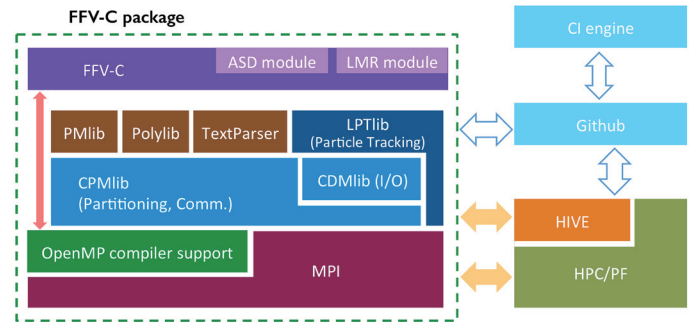 FFV-C package
CI engine
ASD module
LMR module
FFV-C
PMlib
Polylib
TextParser
LPTlib
(Particle Tracking)
Github
CPMlib
(Partitioning, Comm.)
CDMlib (I/O)
HIVE
OpenMP compiler support
MPI
HPC/PF